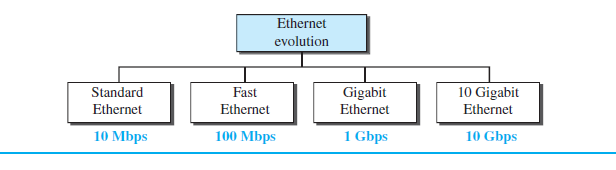 Ethernet
evolution
Standard
Ethernet
Fast
Ethernet
Gigabit
Ethernet
10 Gigabit
Ethernet
10 Mbps
100 Mbps
1 Gbps
10 Gbps